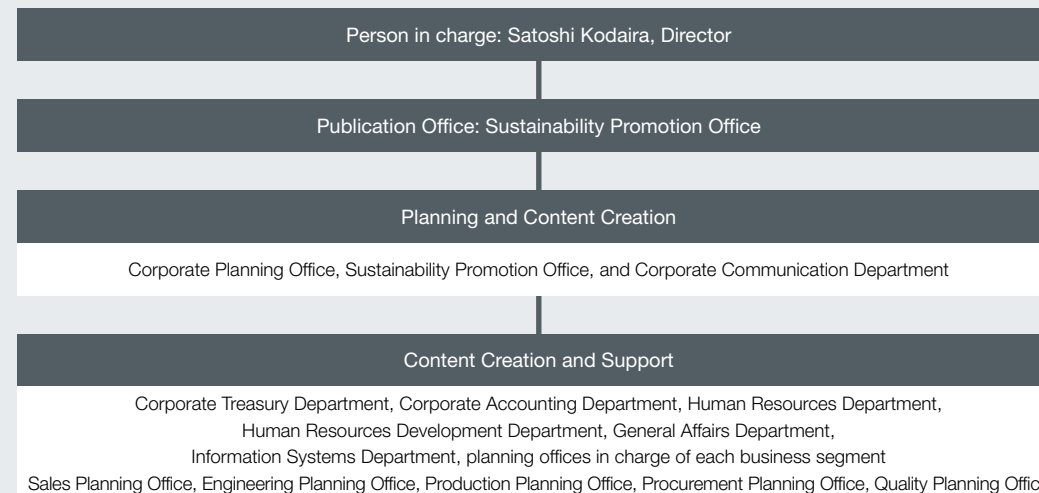 Person in charge: Satoshi Kodaira, Director
Publication Office: Sustainability Promotion Office
Planning and Content Creation
Corporate Planning Office, Sustainability Promotion Office, and Corporate Communication Department
Content Creation and Support
Corporate Treasury Department, Corporate Accounting Department, Human Resources Department,
Human Resources Development Department, General Affairs Department,
Information Systems Department, planning offices in charge of each business segment
Sales Planning Office, Engineering Planning Office, Production Planning Office, Procurement Planning Office, Quality Planning